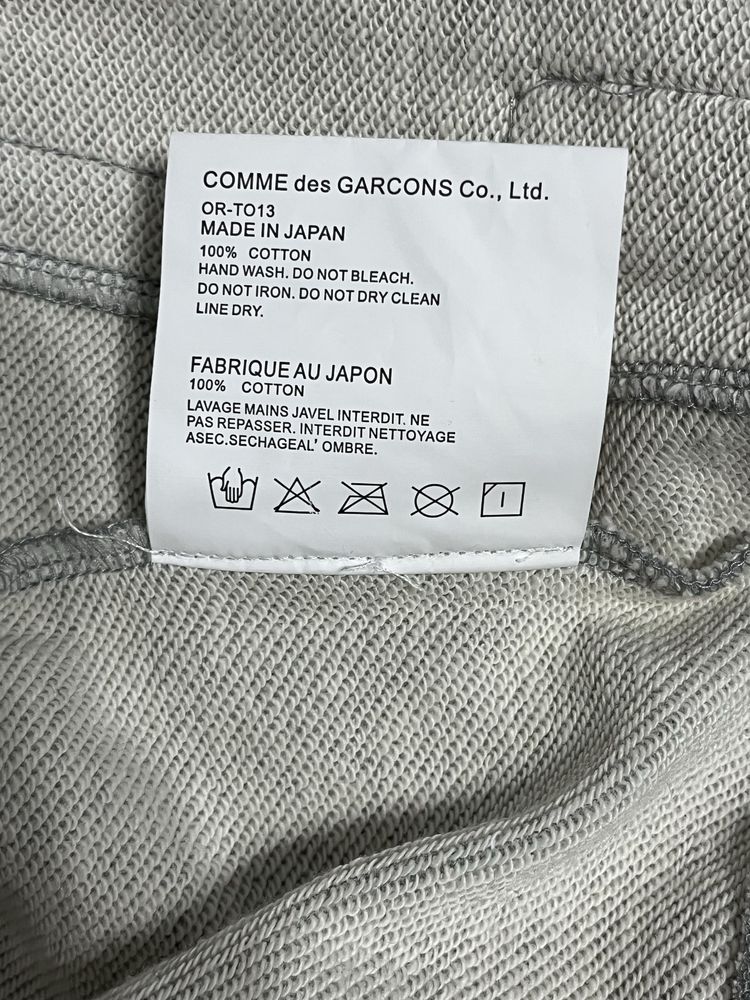 COMME des GARCONS Co., Ltd.
OR-TO13
MADE IN JAPAN
100% COTTON
HAND WASH. DO NOT BLEACH.
DO NOT IRON. DO NOT DRY CLEAN
LINE DRY.
FABRIQUE AU JAPON
100% COTTON
LAVAGE MAINS JAVEL INTERDIT. NE
PAS REPASSER. INTERDIT NETTOYAGE
ASEC.SECHAGEAL' OMBRE.